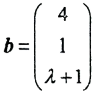 b = ( 4
1
λ + 1 )